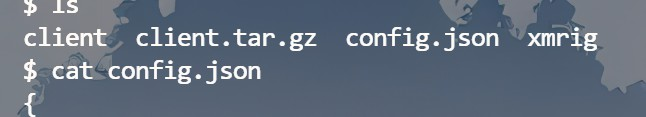 $ ls
client client.tar.gz config.json xmrig
$ cat config.json
{